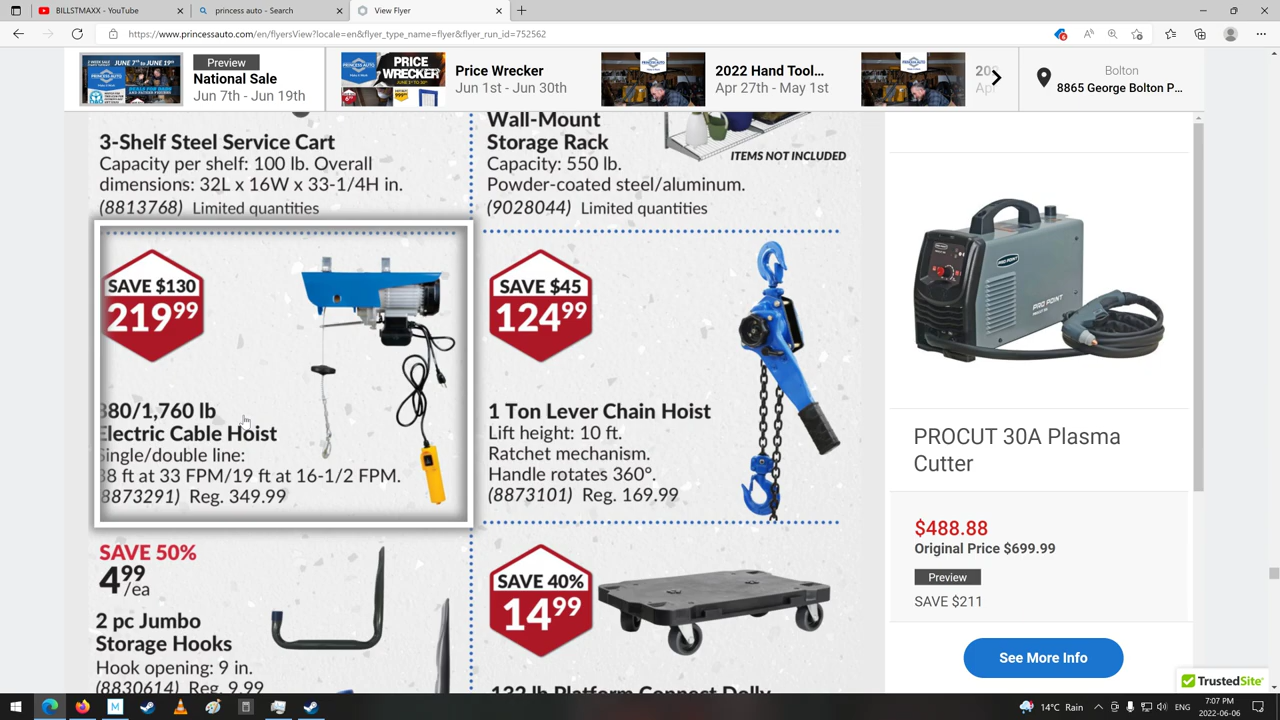 BILLSTMAXX - YouTube
princess auto - Search
View Flyer
https://www.princessauto.com/en/flyersView?locale=en&flyer_type_name=flyer&flyer_run_id=752562
Preview
National Sale
Jun 7th - Jun 19th
PRICE WRECKER
Price Wrecker
Jun 1st - Jun 30th
2022 Hand Tool...
Apr 27th - May 1st
Bolton
8865 George Bolton P...
3-Shelf Steel Service Cart
Capacity per shelf: 100 lb. Overall
dimensions: 32L x 16W x 33-1/4H in.
(8813768) Limited quantities
Wall-Mount
Storage Rack
Capacity: 550 lb.
Powder-coated steel/aluminum.
(9028044) Limited quantities
ITEMS NOT INCLUDED
SAVE $130
219 99
880/1,760 lb
Electric Cable Hoist
Single/double line:
38 ft at 33 FPM/19 ft at 16-1/2 FPM.
(8873291) Reg. 349.99
SAVE $45
124 99
1 Ton Lever Chain Hoist
Lift height: 10 ft.
Ratchet mechanism.
Handle rotates 360°.
(8873101) Reg. 169.99
SAVE 50%
4 99 /ea
2 pc Jumbo
Storage Hooks
Hook opening: 9 in.
(8830614) Reg. 9.99
SAVE 40%
14 99
132 lb Platform Connect Dolly
PRO POINT
PROCUT 30A Plasma
Cutter
$488.88
Original Price $699.99
Preview
SAVE $211
See More Info
TrustedSite
14°C Rain
ENG
7:07 PM
2022-06-06